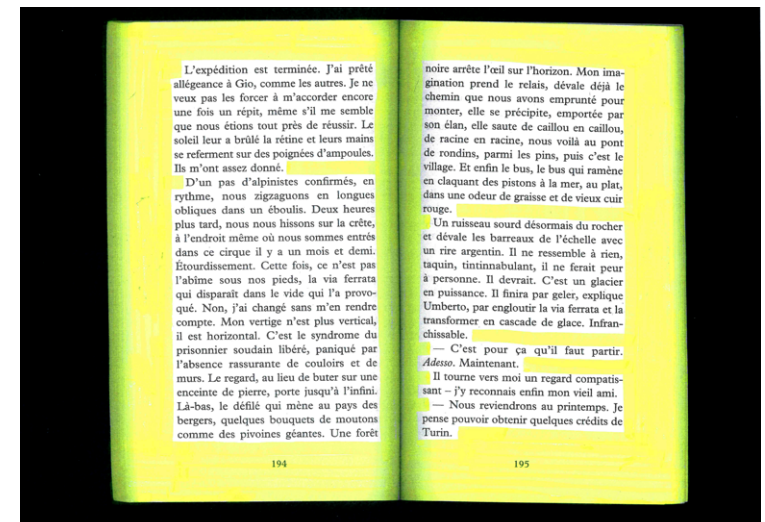 L'expédition est terminée. J'ai prêté
allégeance à Gio, comme les autres. Je ne
veux pas les forcer à m'accorder encore
une fois un répit, même s'il me semble
que nous étions tout près de réussir. Le
soleil leur a brûlé la rétine et leurs mains
se referment sur des poignées d'ampoules.
Ils m'ont assez donné.
D'un pas d'alpinistes confirmés, en
rythme, nous zigzaguons en longues
obliques dans un éboulis. Deux heures
plus tard, nous nous hissons sur la crête,
à l'endroit même où nous sommes entrés
dans ce cirque il y a un mois et demi.
Étourdissement. Cette fois, ce n'est pas
l'abîme sous nos pieds, la via ferrata
qui disparaît dans le vide qui l'a provo-
qué. Non, j'ai changé sans m'en rendre
compte. Mon vertige n'est plus vertical,
il est horizontal. C'est le syndrome du
prisonnier soudain libéré, paniqué par
l'absence rassurante de couloirs et de
murs. Le regard, au lieu de buter sur une
enceinte de pierre, porte jusqu'à l'infini.
Là-bas, le défilé qui mène au pays des
bergers, quelques bouquets de moutons
comme des pivoines géantes. Une forêt
194
noire arrête l'œil sur l'horizon. Mon ima-
gination prend le relais, dévale déjà le
chemin que nous avons emprunté pour
monter, elle se précipite, emportée par
son élan, elle saute de caillou en caillou,
de racine en racine, nous voilà au pont
de rondins, parmi les pins, puis c'est le
village. Et enfin le bus, le bus qui ramène
en claquant des pistons à la mer, au plat,
dans une odeur de graisse et de vieux cuir
rouge.
Un ruisseau sourd désormais du rocher
et dévale les barreaux de l'échelle avec
un rire argentin. Il ne ressemble à rien,
taquin, tintinnabulant, il ne ferait peur
à personne. Il devrait. C'est un glacier
en puissance. Il finira par geler, explique
Umberto, par engloutir la via ferrata et la
transformer en cascade de glace. Infran-
chissable.
— C'est pour ça qu'il faut partir.
Adesso. Maintenant.
Il tourne vers moi un regard compatis-
sant – j'y reconnais enfin mon vieil ami.
— Nous reviendrons au printemps. Je
pense pouvoir obtenir quelques crédits de
Turin.
195